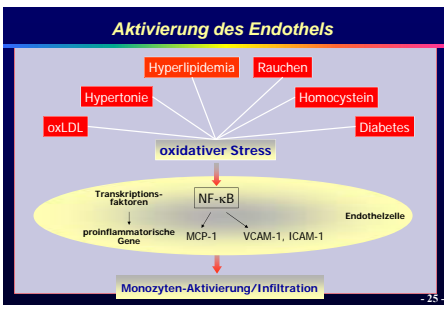 Aktivierung des Endothels
Hyperlipidemia
Rauchen
Hypertonie
Homocystein
oxLDL
Diabetes
oxidativer Stress
Transkriptions-
faktoren
NF-κB
Endothelzelle
proinflammatorische
Gene
MCP-1
VCAM-1, ICAM-1
Monozyten-Aktivierung/Infiltration
- 25 -